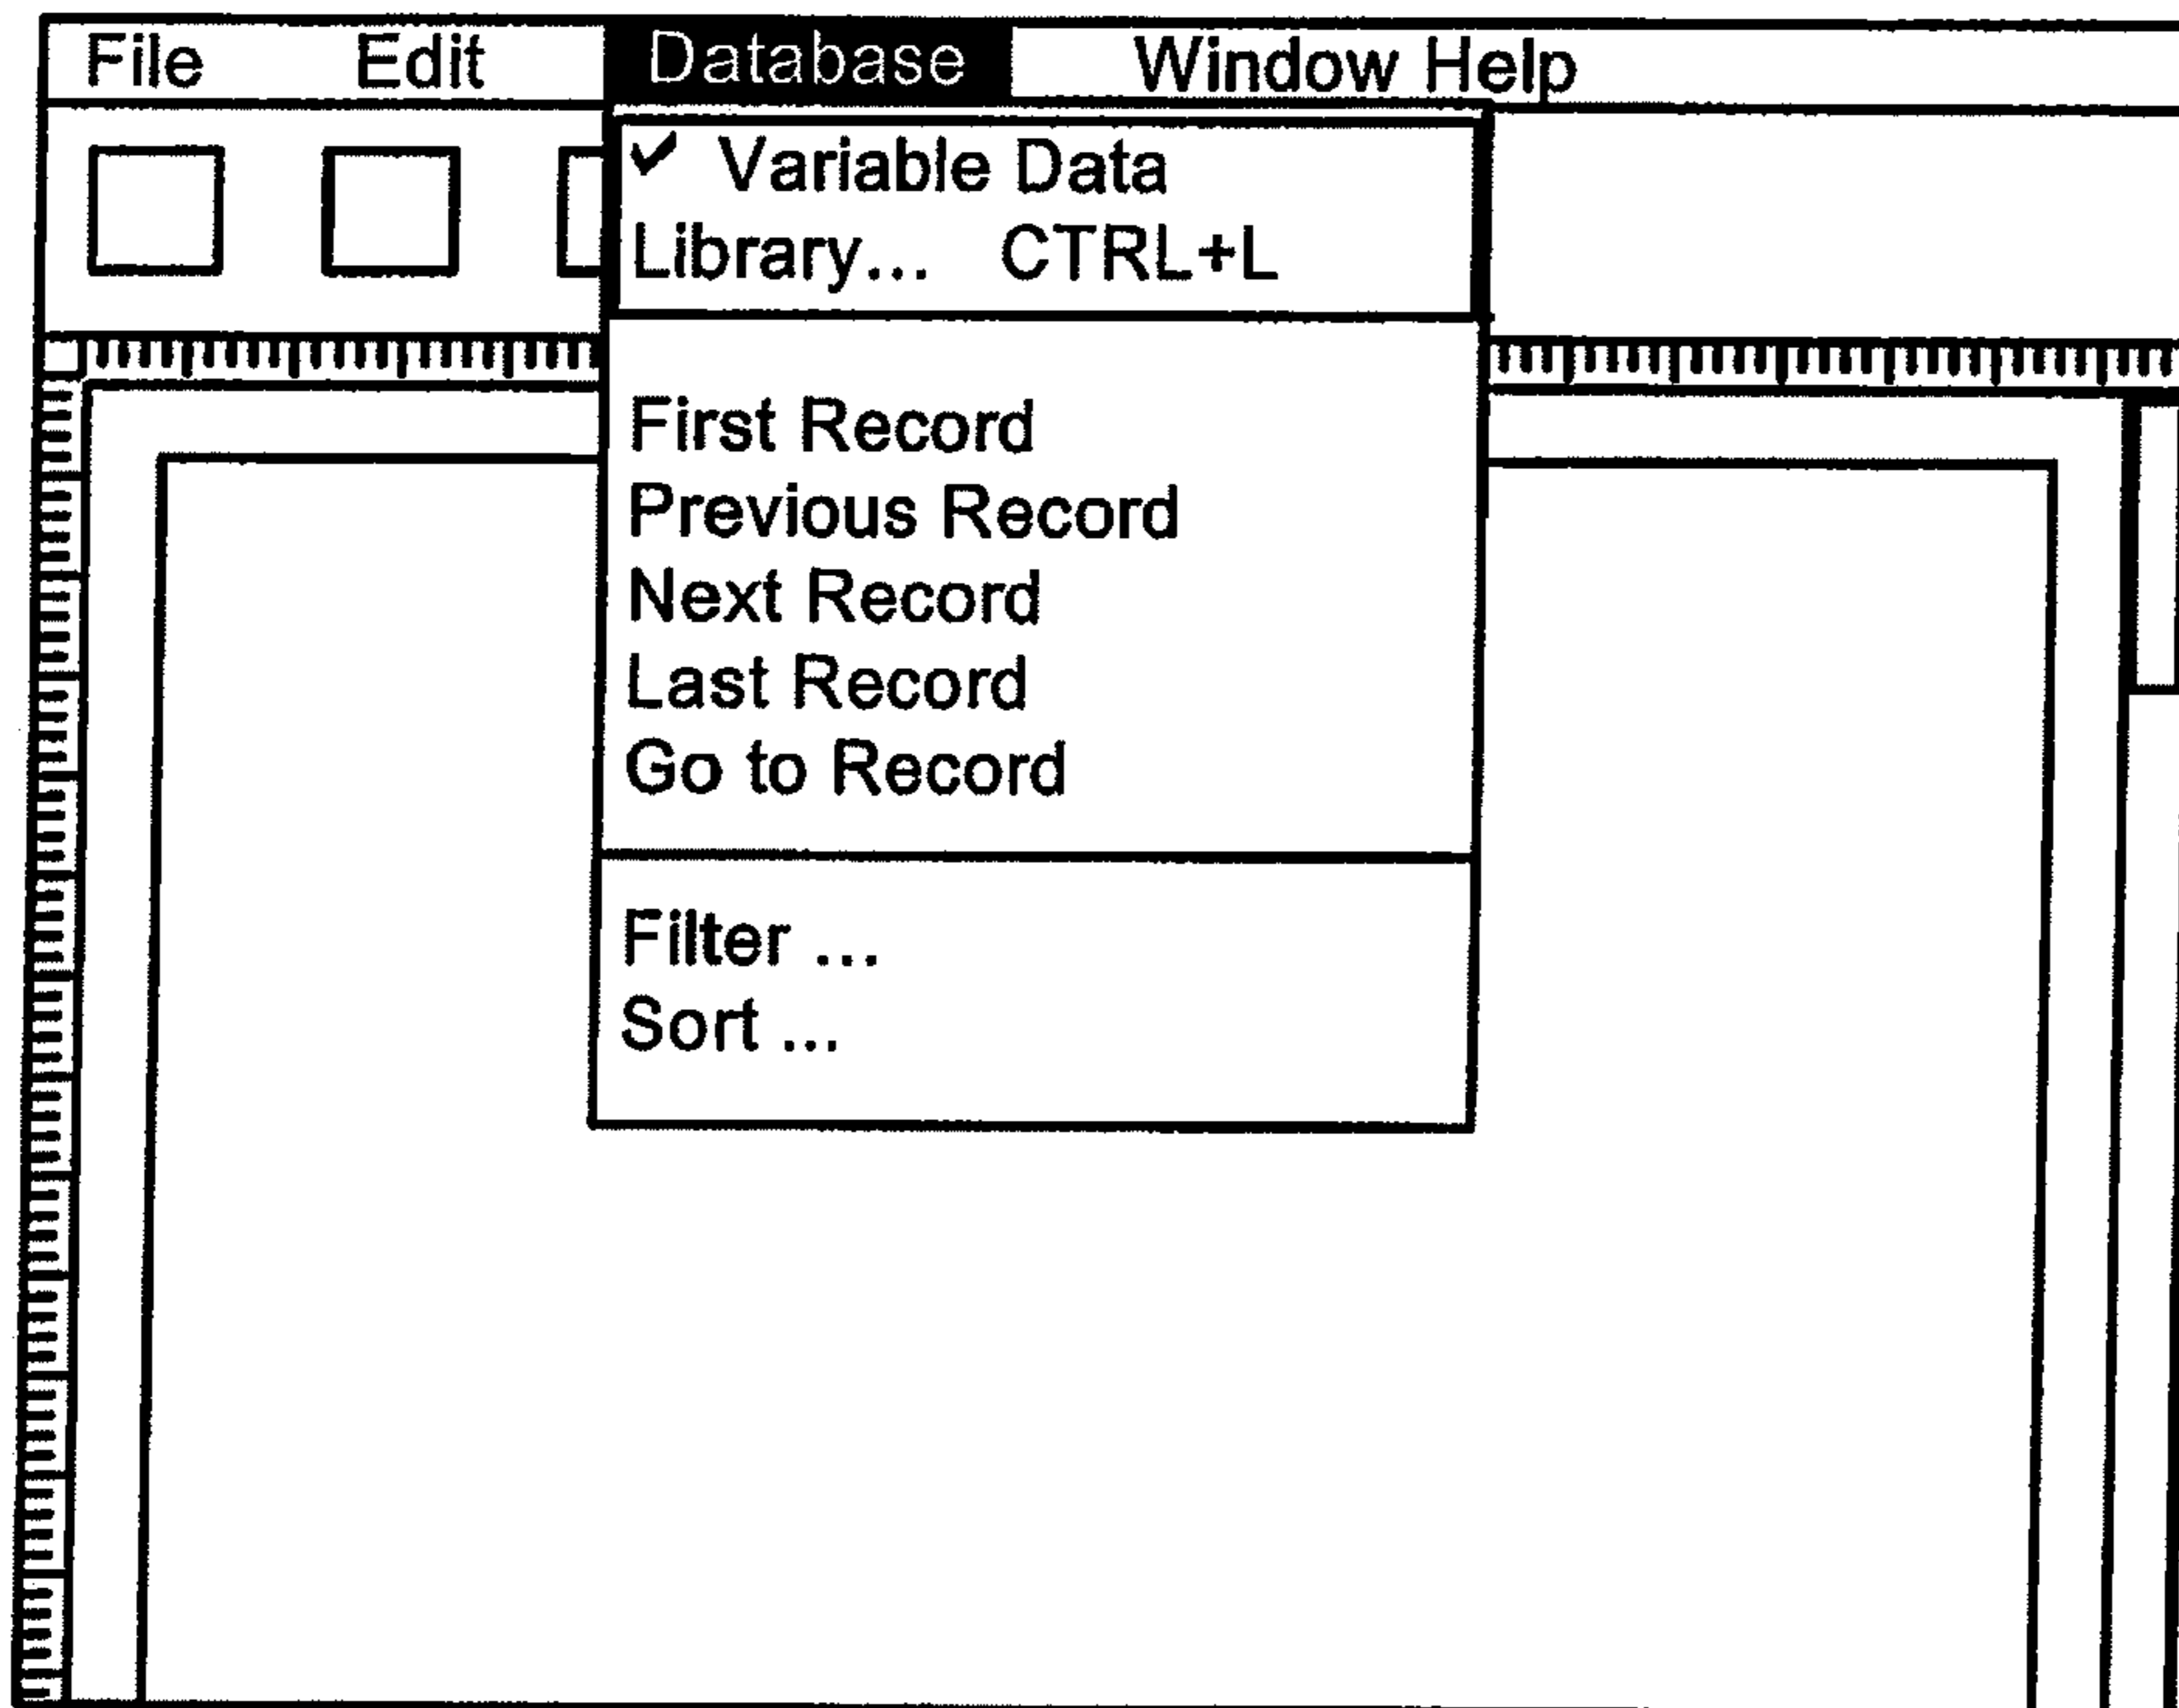 File Edit Database Window Help
✓ Variable Data
Library... CTRL+L
First Record
Previous Record
Next Record
Last Record
Go to Record
Filter ...
Sort ...